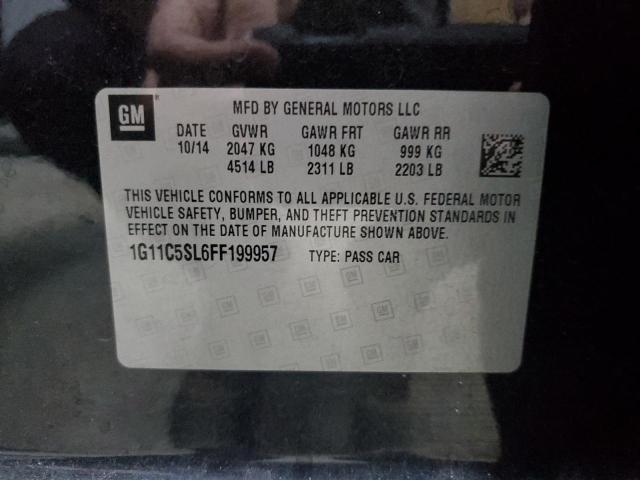 GM ® MFD BY GENERAL MOTORS LLC
DATE GVWR GAWR FRT GAWR RR
10/14 2047 KG 1048 KG 999 KG
4514 LB 2311 LB 2203 LB
THIS VEHICLE CONFORMS TO ALL APPLICABLE U.S. FEDERAL MOTOR
VEHICLE SAFETY, BUMPER, AND THEFT PREVENTION STANDARDS IN
EFFECT ON THE DATE OF MANUFACTURE SHOWN ABOVE.
1G11C5SL6FF199957 TYPE: PASS CAR